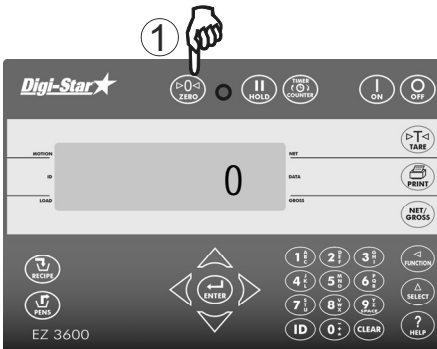 1
Digi-Star
0 ZERO
HOLD
TIMER COUNTER
ON
OFF
T TARE
MOTION
NET
ID
0
DATA
PRINT
LOAD
GROSS
NET/ GROSS
RECIPE
ENTER
1 A B C
2 D E F
3 G H I
FUNCTION
4 J K L
5 M N O
6 P Q R
SELECT
PENS
7 S T U
8 V W X
9 Y Z SPACE
ID
0
CLEAR
? HELP
EZ 3600